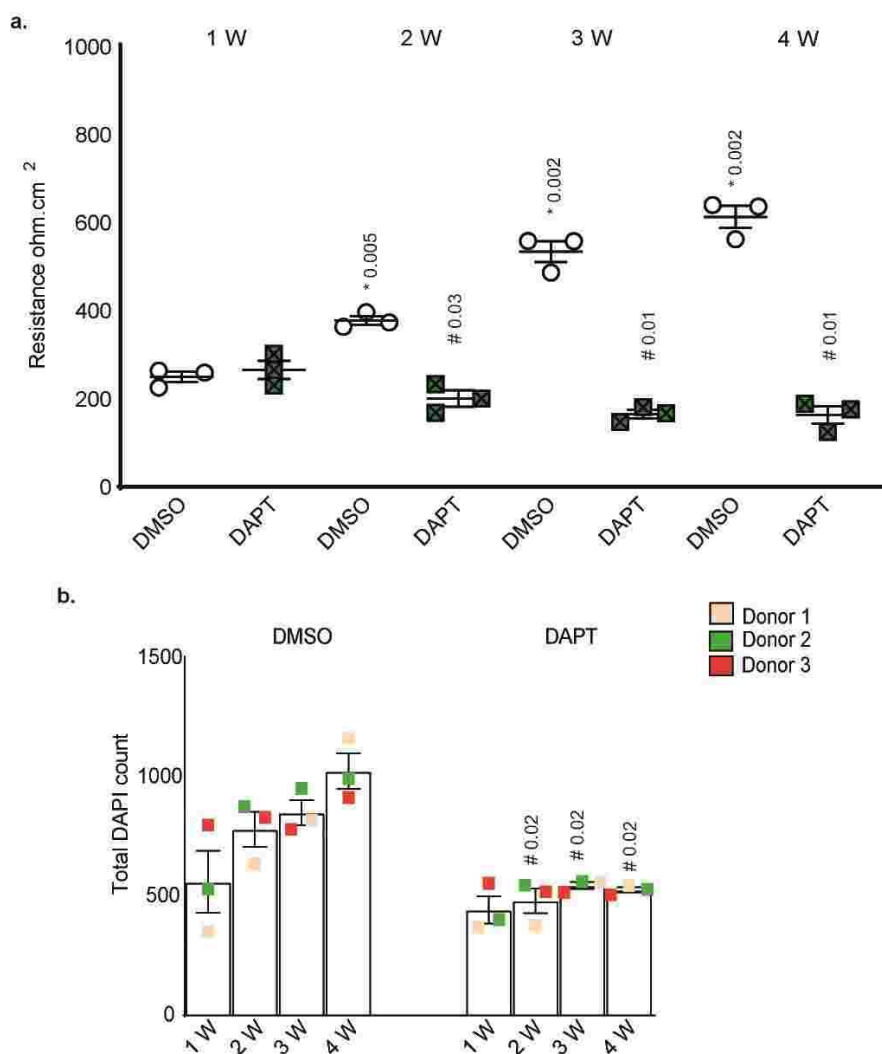 a.
1 W 2 W 3 W 4 W
1000
800
600
400
200
0
Resistance ohm.cm 2
* 0.005
# 0.03
* 0.002
# 0.01
* 0.002
# 0.01
DMSO DAPT DMSO DAPT DMSO DAPT DMSO DAPT
b.
Donor 1
Donor 2
Donor 3
DMSO DAPT
1500
1000
500
0
Total DAPI count
# 0.02
# 0.02
# 0.02
1 W 2 W 3 W 4 W 1 W 2 W 3 W 4 W